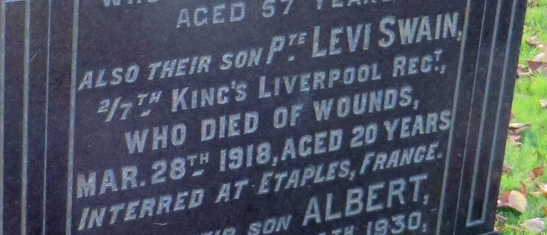 AGED 57 YEARS
ALSO THEIR SON PTE LEVI SWAIN,
2/7TH KING'S LIVERPOOL REGT,
WHO DIED OF WOUNDS,
MAR. 28TH 1918, AGED 20 YEARS
INTERRED AT ETAPLES, FRANCE.
SON ALBERT,
1930,